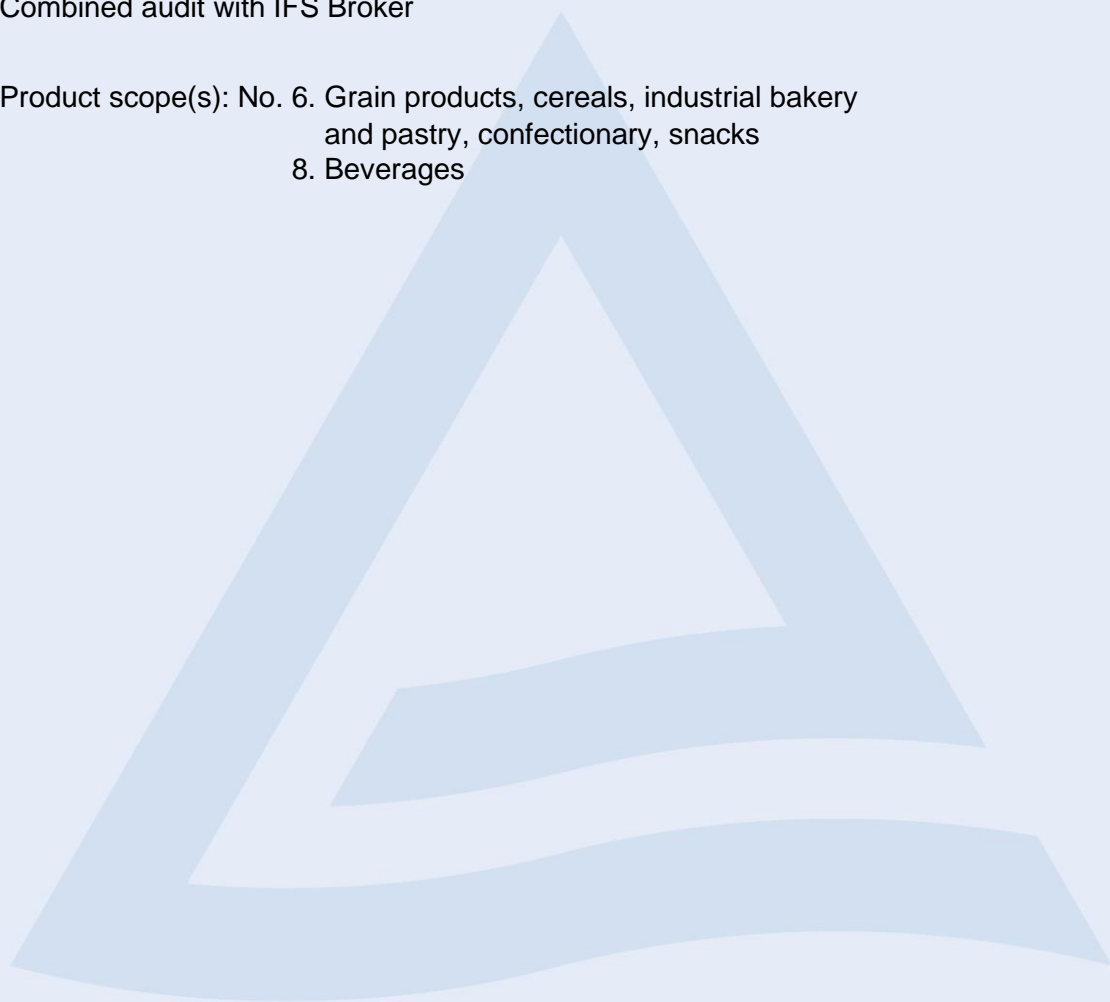 Combined audit with IFS Broker
Product scope(s): No. 6. Grain products, cereals, industrial bakery
and pastry, confectionary, snacks
8. Beverages